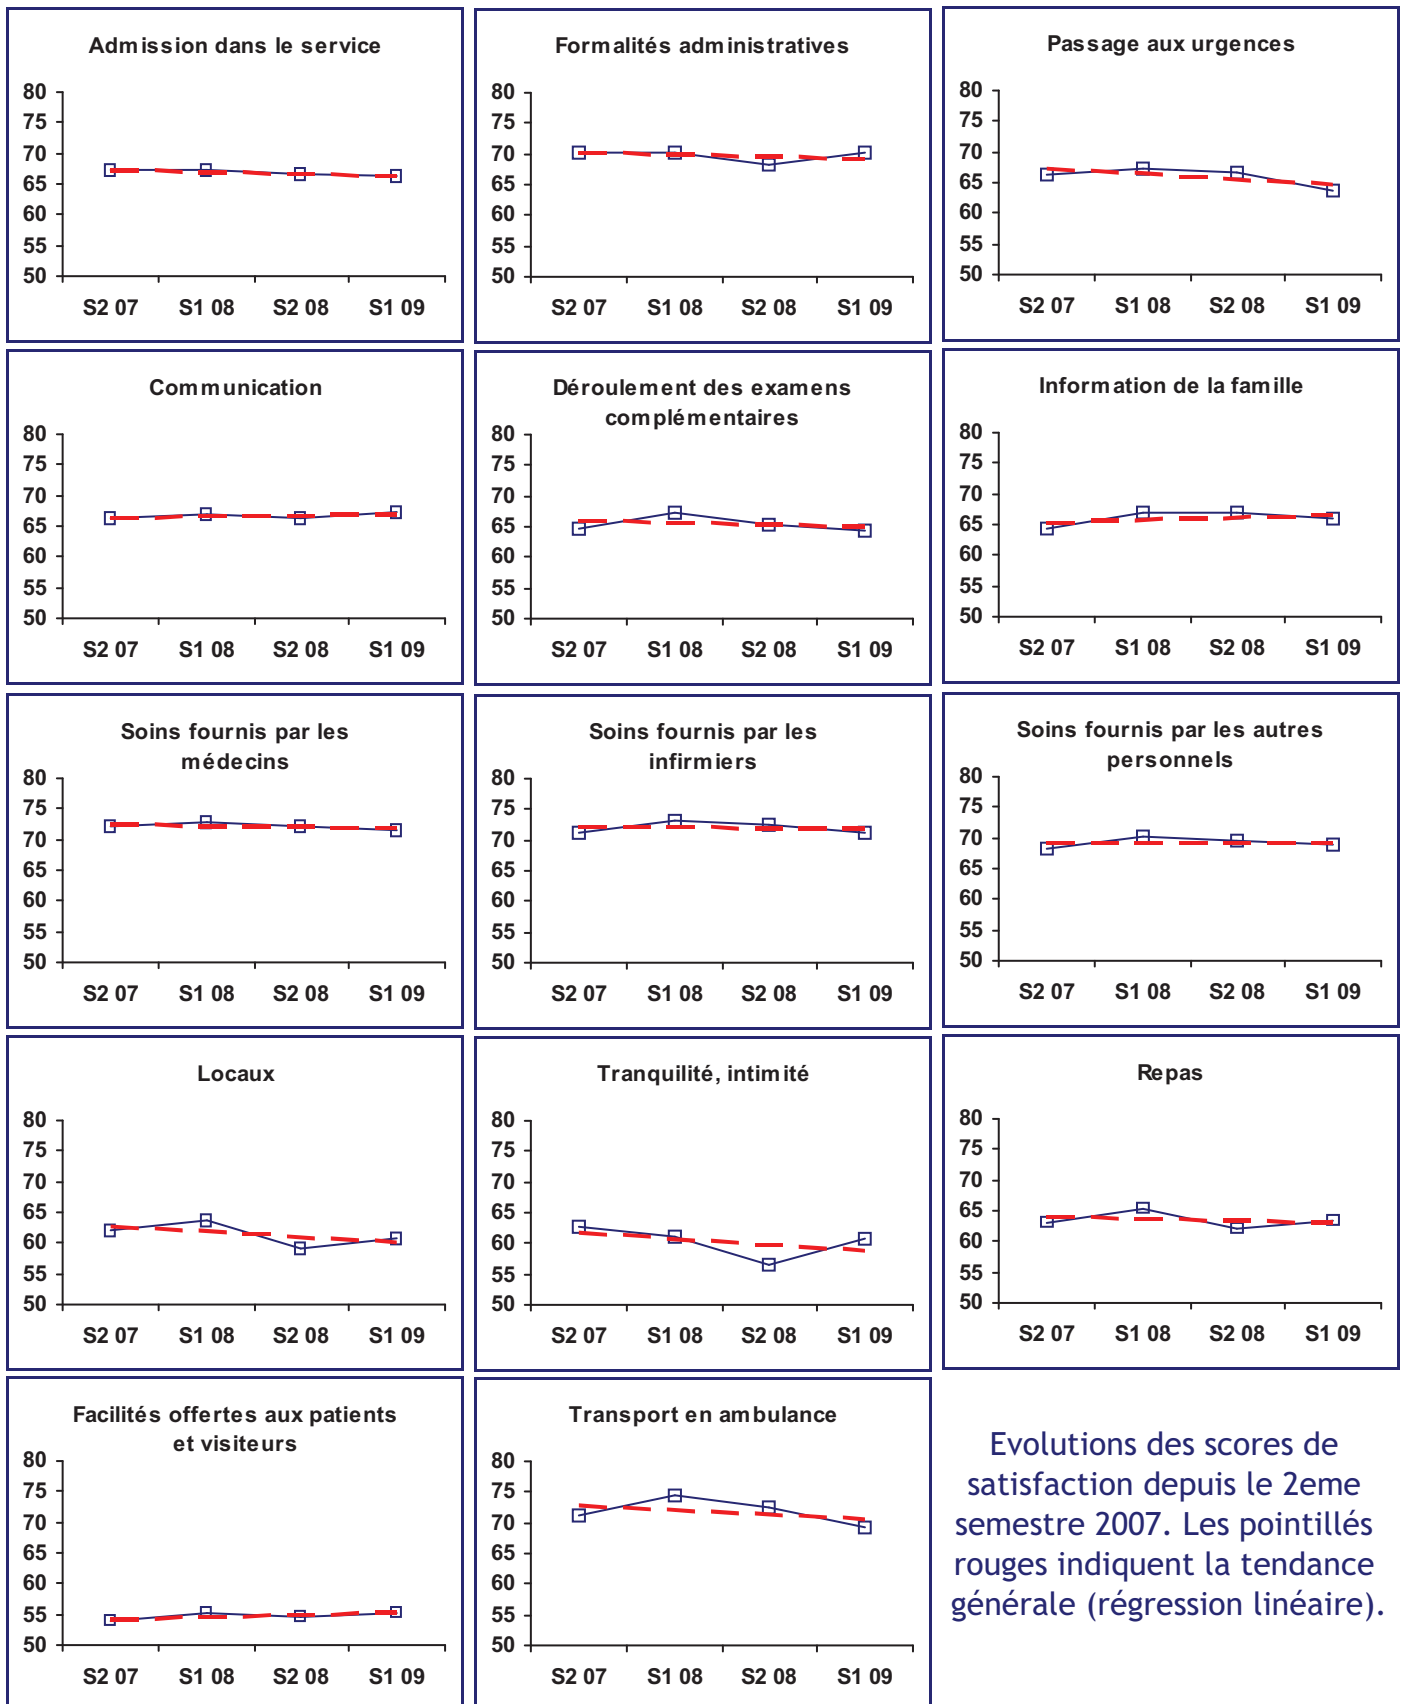 Admission dans le service
80
75
70
65
60
55
50
S2 07 S1 08 S2 08 S1 09
Formalités administratives
80
75
70
65
60
55
50
S2 07 S1 08 S2 08 S1 09
Passage aux urgences
80
75
70
65
60
55
50
S2 07 S1 08 S2 08 S1 09
Communication
80
75
70
65
60
55
50
S2 07 S1 08 S2 08 S1 09
Déroulement des examens
complémentaires
80
75
70
65
60
55
50
S2 07 S1 08 S2 08 S1 09
Information de la famille
80
75
70
65
60
55
50
S2 07 S1 08 S2 08 S1 09
Soins fournis par les
médecins
80
75
70
65
60
55
50
S2 07 S1 08 S2 08 S1 09
Soins fournis par les
infirmiers
80
75
70
65
60
55
50
S2 07 S1 08 S2 08 S1 09
Soins fournis par les autres
personnels
80
75
70
65
60
55
50
S2 07 S1 08 S2 08 S1 09
Locaux
80
75
70
65
60
55
50
S2 07 S1 08 S2 08 S1 09
Tranquilité, intimité
80
75
70
65
60
55
50
S2 07 S1 08 S2 08 S1 09
Repas
80
75
70
65
60
55
50
S2 07 S1 08 S2 08 S1 09
Facilités offertes aux patients
et visiteurs
80
75
70
65
60
55
50
S2 07 S1 08 S2 08 S1 09
Transport en ambulance
80
75
70
65
60
55
50
S2 07 S1 08 S2 08 S1 09
Evolutions des scores de
satisfaction depuis le 2eme
semestre 2007. Les pointillés
rouges indiquent la tendance
générale (régression linéaire).